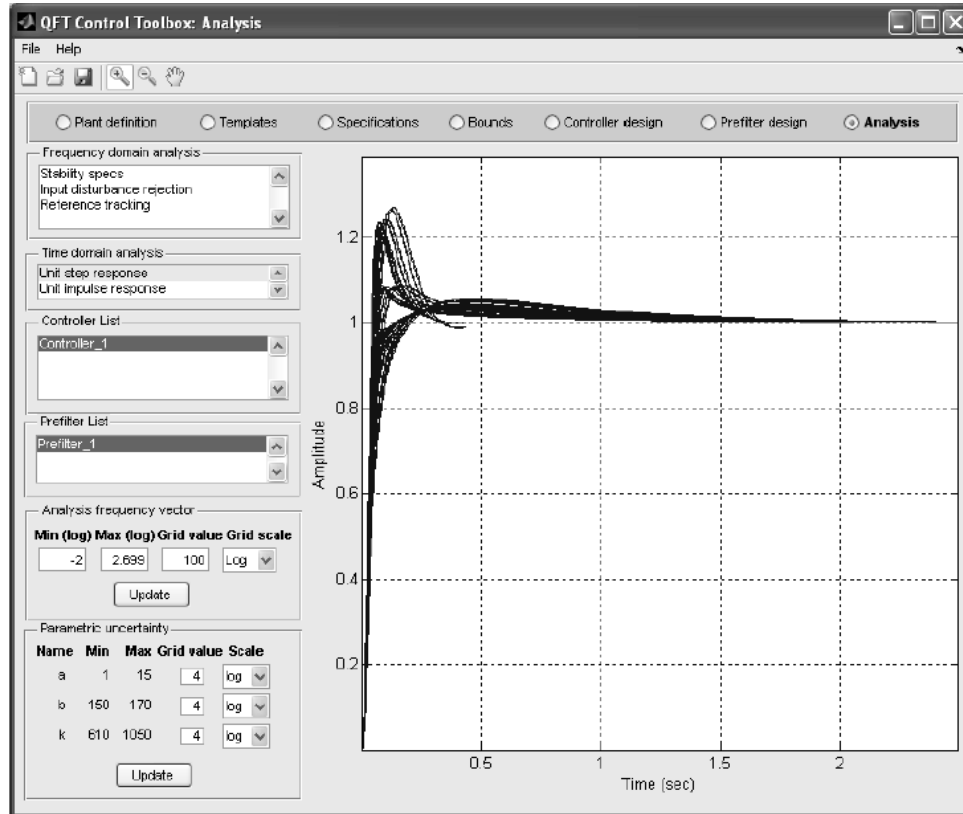 QFT Control Toolbox: Analysis
File Help
Plant definition Templates Specifications Bounds Controller design Prefilter design Analysis
Frequency domain analysis
Stability specs
Input disturbance rejection
Reference tracking
Time domain analysis
Unit step response
Unit impulse response
Controller List
Controller_1
Prefilter List
Prefilter_1
Analysis frequency vector
Min (log) Max (log) Grid value Grid scale
-2 2.699 100 Log
Update
Parametric uncertainty
Name Min Max Grid value Scale
a 1 15 4 log
b 150 170 4 log
k 610 1050 4 log
Update
1.2
1
0.8
0.6
0.4
0.2
Amplitude
0.5 1 1.5 2
Time (sec)